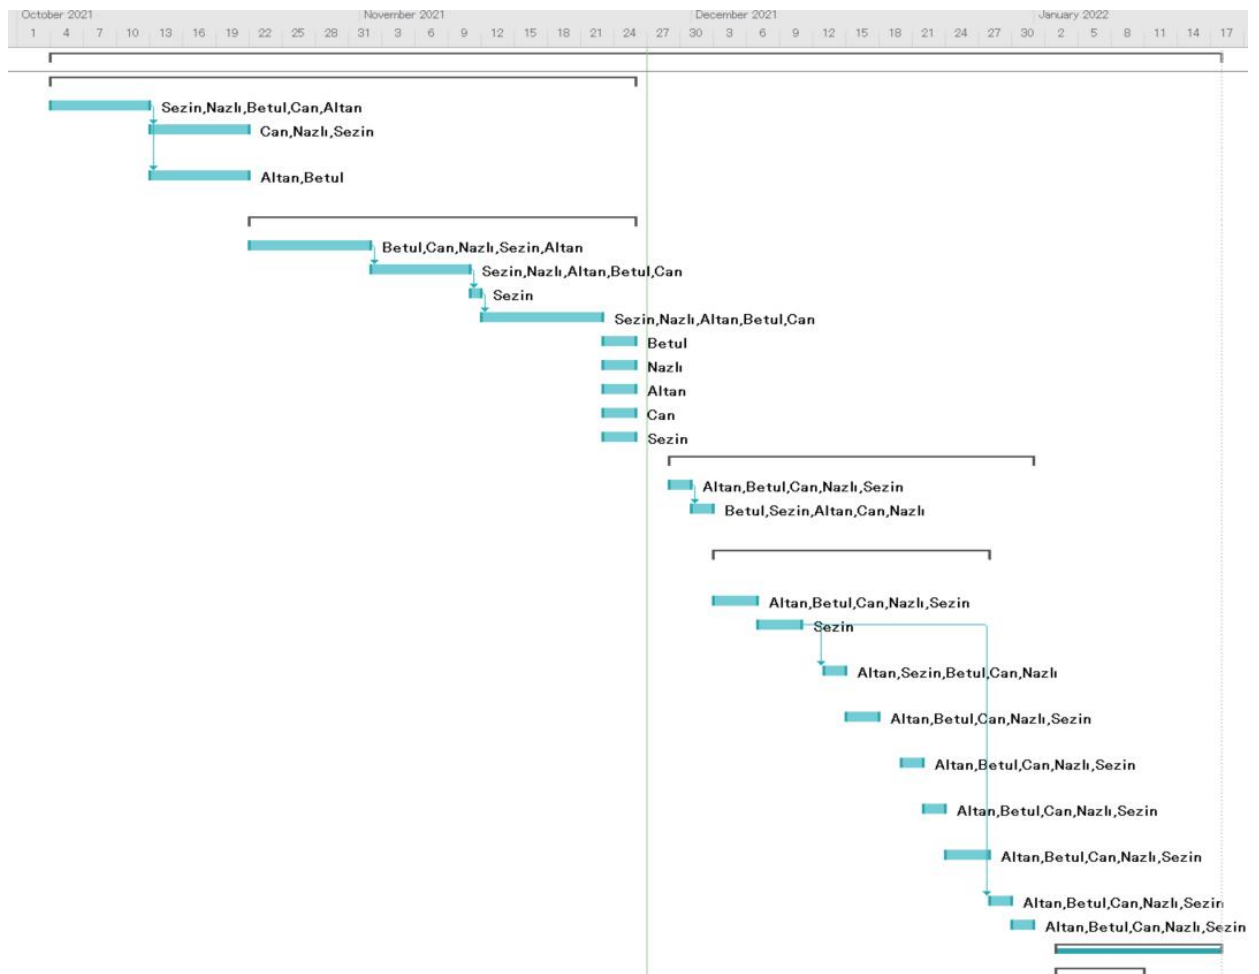 October 2021 November 2021 December 2021 January 2022
1 4 7 10 13 16 19 22 25 28 31 3 6 9 12 15 18 21 24 27 30 3 6 9 12 15 18 21 24 27 30 2 5 8 11 14 17
Sezin,Nazlı,Betul,Can,Altan
Can,Nazlı,Sezin
Altan,Betul
Betul,Can,Nazlı,Sezin,Altan
Sezin,Nazlı,Altan,Betul,Can
Sezin
Sezin,Nazlı,Altan,Betul,Can
Betul
Nazlı
Altan
Can
Sezin
Altan,Betul,Can,Nazlı,Sezin
Betul,Sezin,Altan,Can,Nazlı
Altan,Betul,Can,Nazlı,Sezin
Sezin
Altan,Sezin,Betul,Can,Nazlı
Altan,Betul,Can,Nazlı,Sezin
Altan,Betul,Can,Nazlı,Sezin
Altan,Betul,Can,Nazlı,Sezin
Altan,Betul,Can,Nazlı,Sezin
Altan,Betul,Can,Nazlı,Sezin
Altan,Betul,Can,Nazlı,Sezin